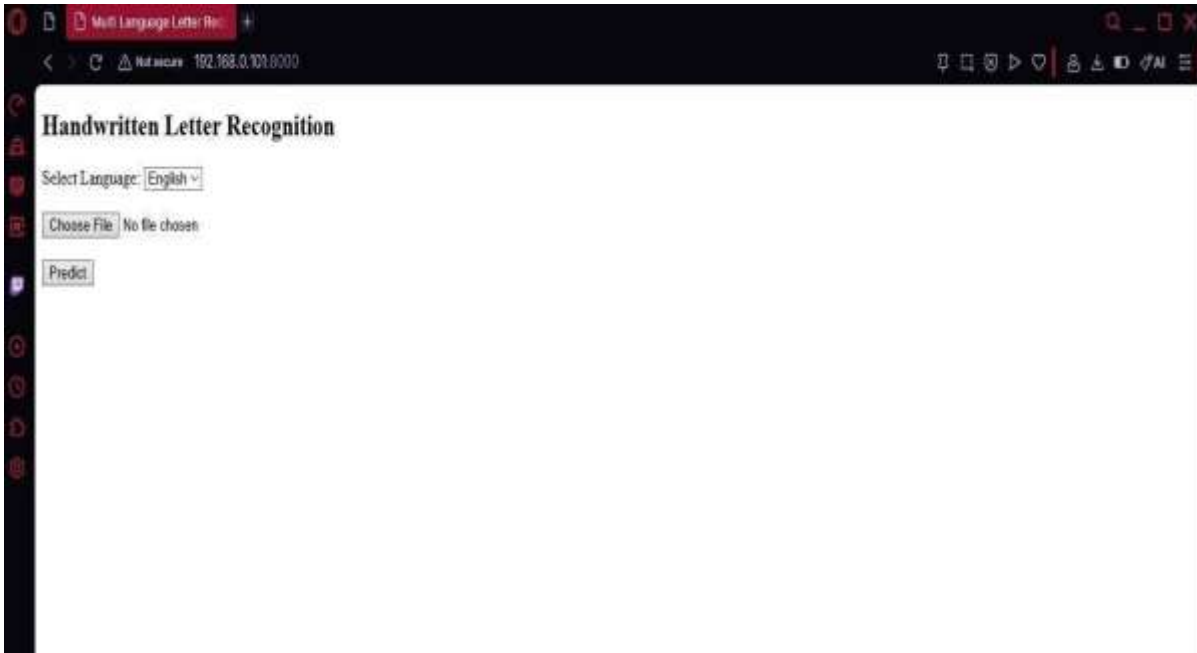 Multi Language Letter Rec
Not secure 192.168.0.101:8000
AI
Handwritten Letter Recognition
Select Language: English
Choose File No file chosen
Predict